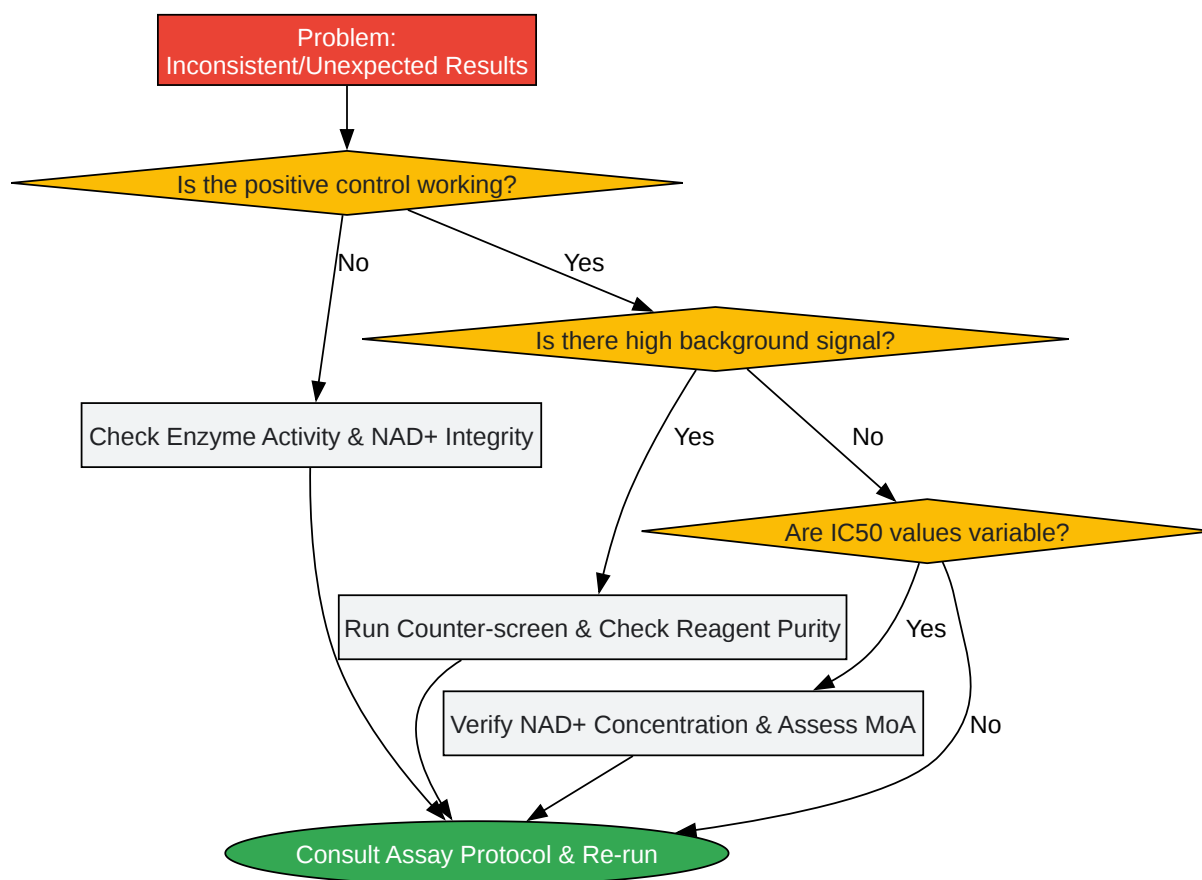 Problem:
Inconsistent/Unexpected Results
Is the positive control working?
No
Yes
Is there high background signal?
Check Enzyme Activity & NAD+ Integrity
Yes
No
Are IC50 values variable?
Run Counter-screen & Check Reagent Purity
Yes
Verify NAD+ Concentration & Assess MoA
No
Consult Assay Protocol & Re-run